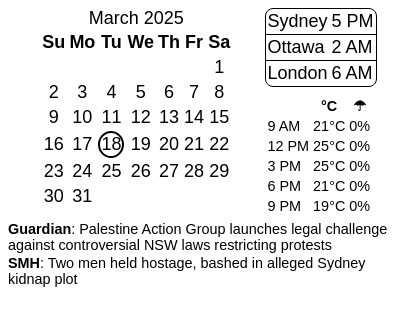 March 2025
Su Mo Tu We Th Fr Sa
1
2 3 4 5 6 7 8
9 10 11 12 13 14 15
16 17 18 19 20 21 22
23 24 25 26 27 28 29
30 31
Sydney 5 PM
Ottawa 2 AM
London 6 AM
°C ☂
9 AM 21°C 0%
12 PM 25°C 0%
3 PM 25°C 0%
6 PM 21°C 0%
9 PM 19°C 0%
Guardian: Palestine Action Group launches legal challenge
against controversial NSW laws restricting protests
SMH: Two men held hostage, bashed in alleged Sydney
kidnap plot